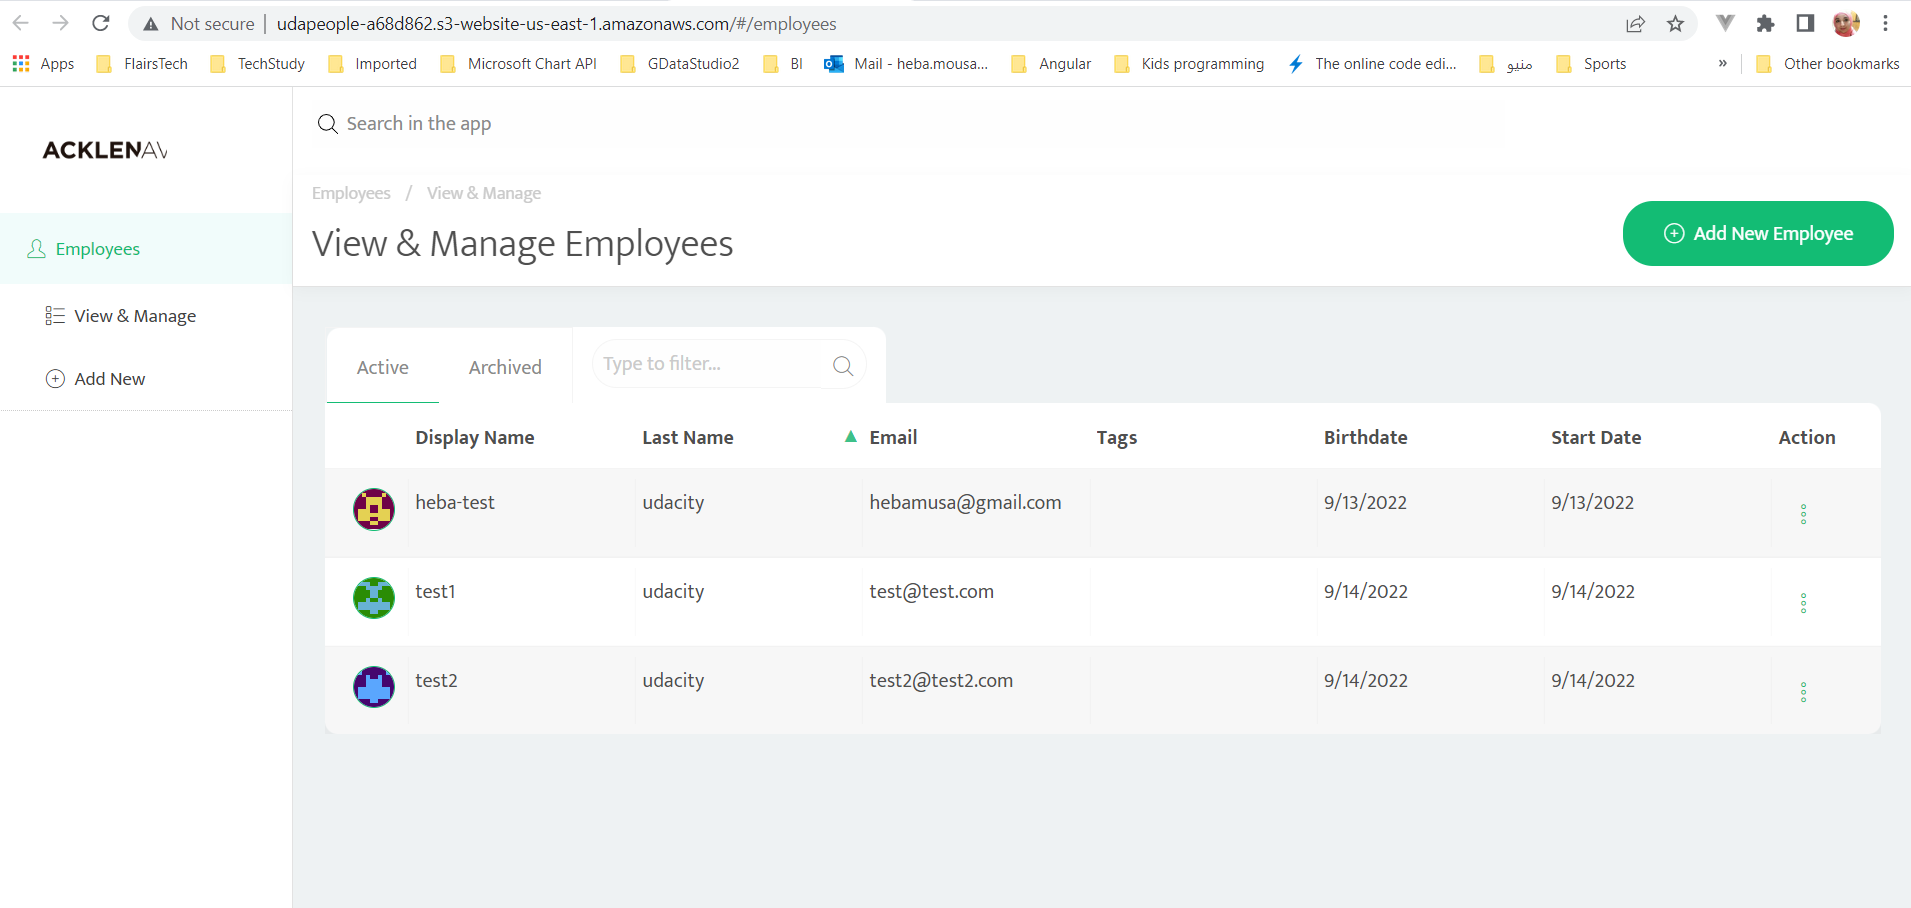 Not secure | udapeople-a68d862.s3-website-us-east-1.amazonaws.com/#/employees
Apps FlairsTech TechStudy Imported Microsoft Chart API GDataStudio2 BI Mail - heba.mousa... Angular Kids programming The online code edi... منيو Sports » Other bookmarks
ACKLENAV
Search in the app
Employees / View & Manage
View & Manage Employees
Add New Employee
Employees
View & Manage
Add New
Active Archived Type to filter...
Display Name Last Name Email Tags Birthdate Start Date Action
heba-test udacity hebamusa@gmail.com 9/13/2022 9/13/2022
test1 udacity test@test.com 9/14/2022 9/14/2022
test2 udacity test2@test2.com 9/14/2022 9/14/2022